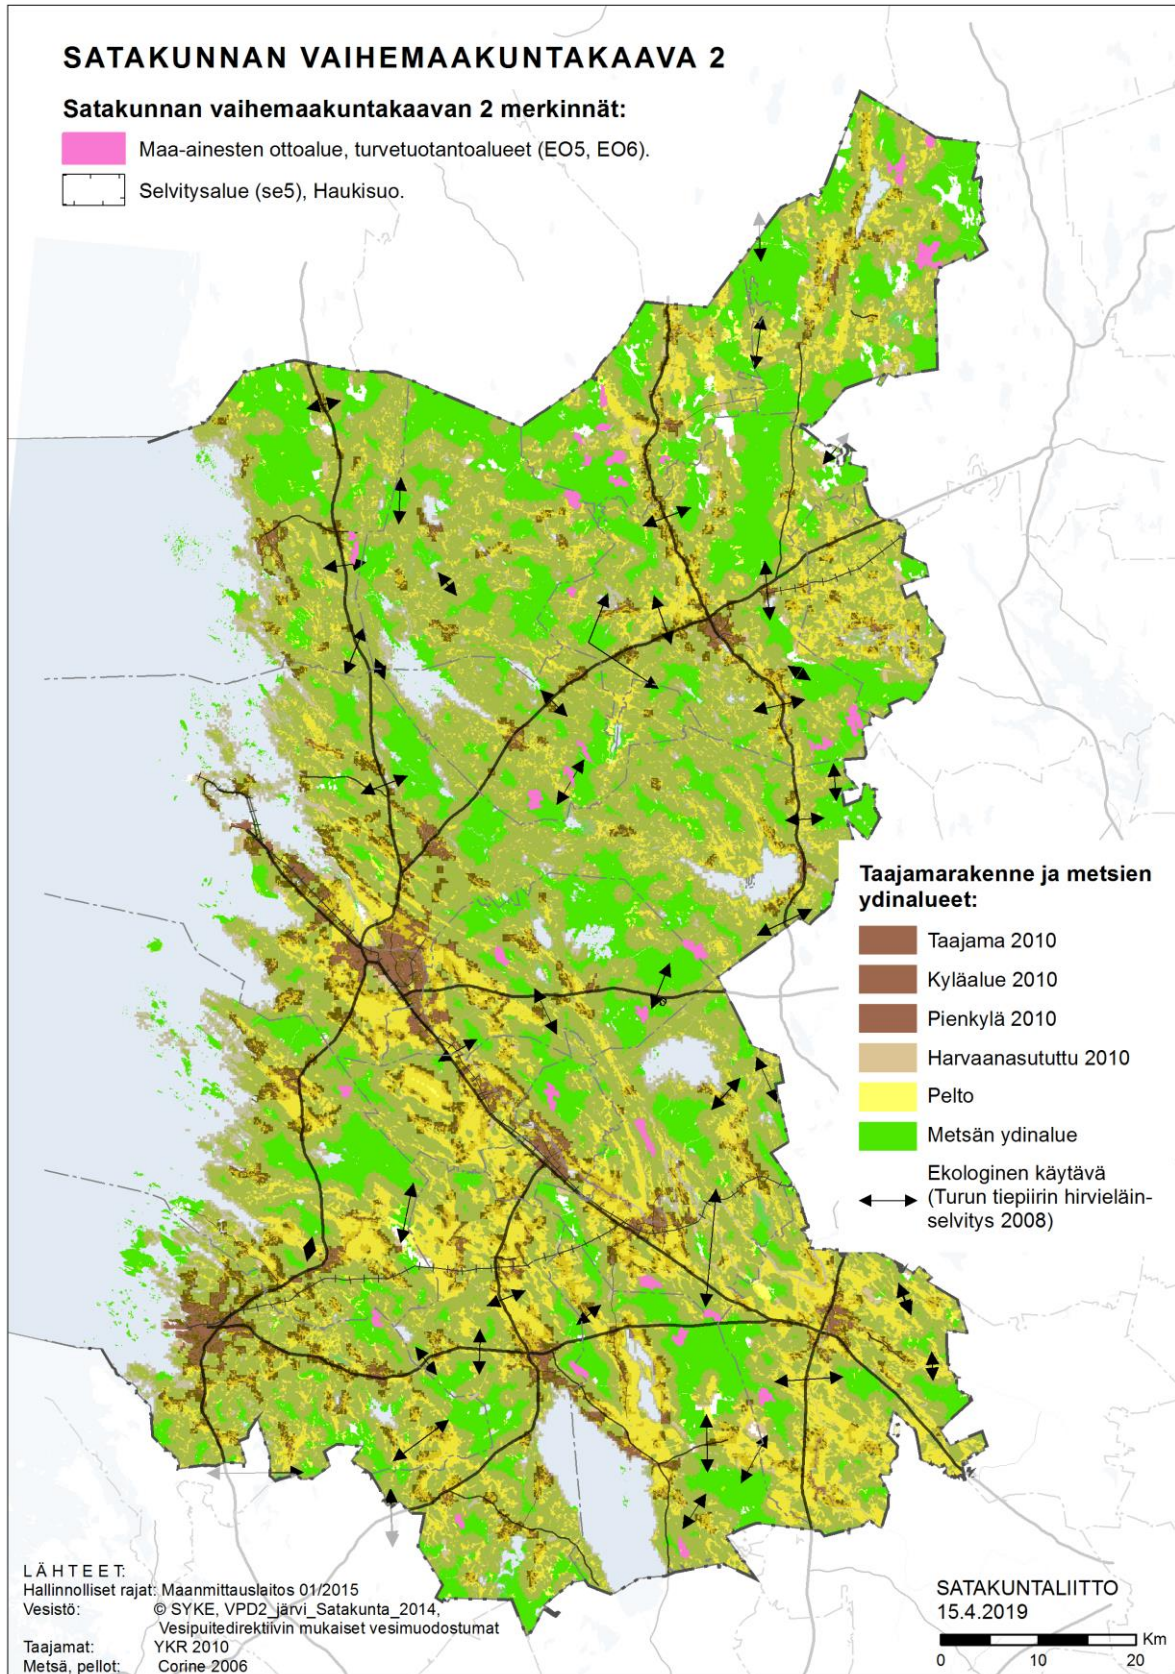 SATAKUNNAN VAIHEMAAKUNTAKAAVA 2
Satakunnan vaihemaakuntakaavan 2 merkinnät:
Maa-ainesten ottoalue, turvetuotantoalueet (EO5, EO6).
Selvitysalue (se5), Haukisuo.
Taajamarakenne ja metsien
ydinalueet:
Taajama 2010
Kyläalue 2010
Pienkylä 2010
Harvaanasututtu 2010
Pelto
Metsän ydinalue
Ekologinen käytävä
(Turun tiepiirin hirvieläin-
selvitys 2008)
LÄHTEET:
Hallinnolliset rajat: Maanmittauslaitos 01/2015
Vesistö: © SYKE, VPD2_järvi_Satakunta_2014,
Vesipuitedirektiivin mukaiset vesimuodostumat
Taajamat: YKR 2010
Metsä, pellot: Corine 2006
SATAKUNTALIITTO
15.4.2019
Km
0 10 20